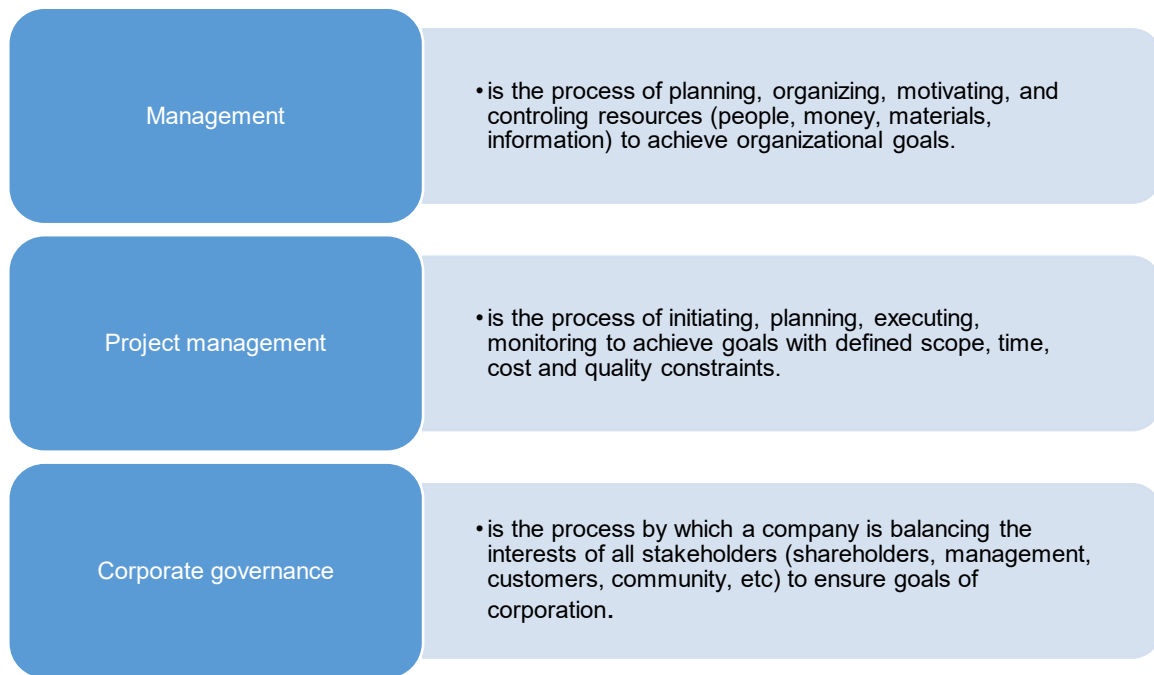 Management
•is the process of planning, organizing, motivating, and
controling resources (people, money, materials,
information) to achieve organizational goals.
Project management
•is the process of initiating, planning, executing,
monitoring to achieve goals with defined scope, time,
cost and quality constraints.
Corporate governance
•is the process by which a company is balancing the
interests of all stakeholders (shareholders, management,
customers, community, etc) to ensure goals of
corporation.